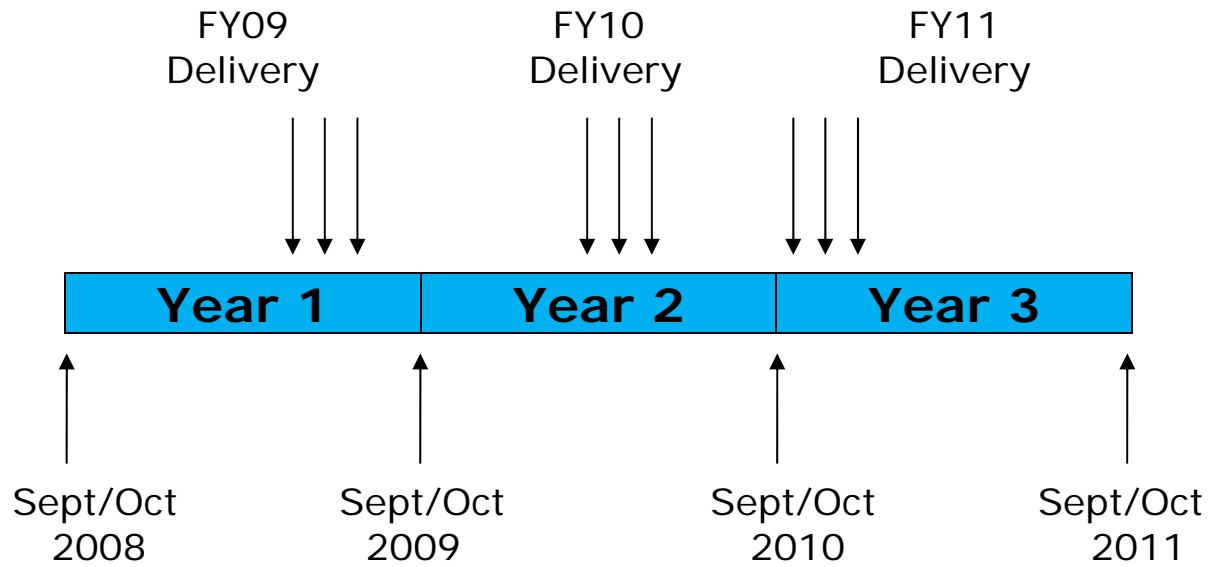 FY09
Delivery
FY10
Delivery
FY11
Delivery
Year 1
Year 2
Year 3
Sept/Oct
2008
Sept/Oct
2009
Sept/Oct
2010
Sept/Oct
2011